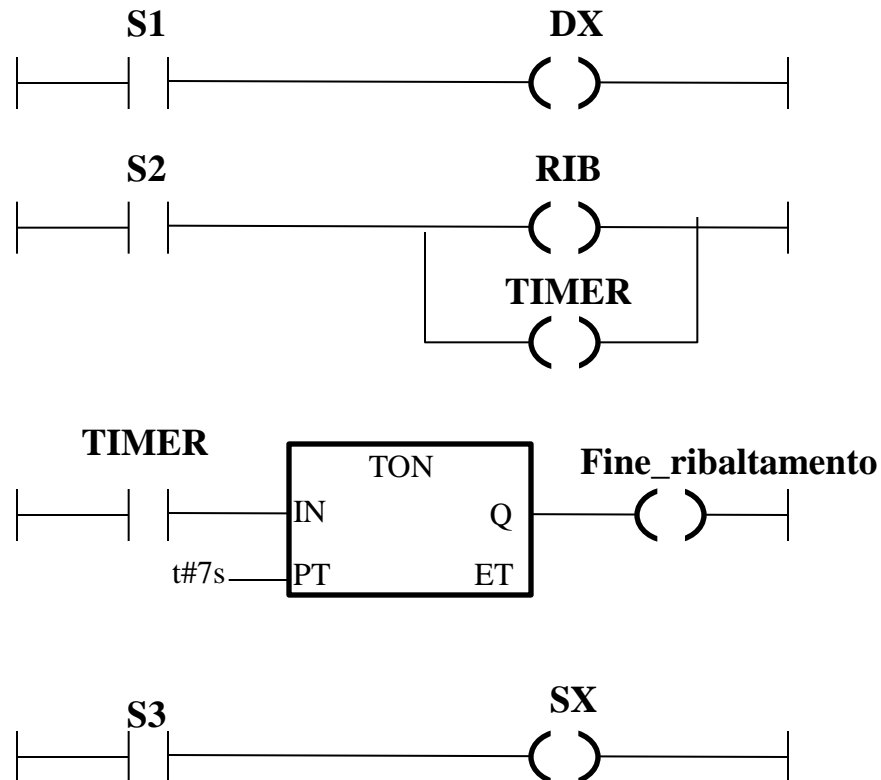 S1 DX
S2 RIB
TIMER
TIMER
TON
Fine_ribaltamento
IN Q
t#7s PT ET
S3 SX